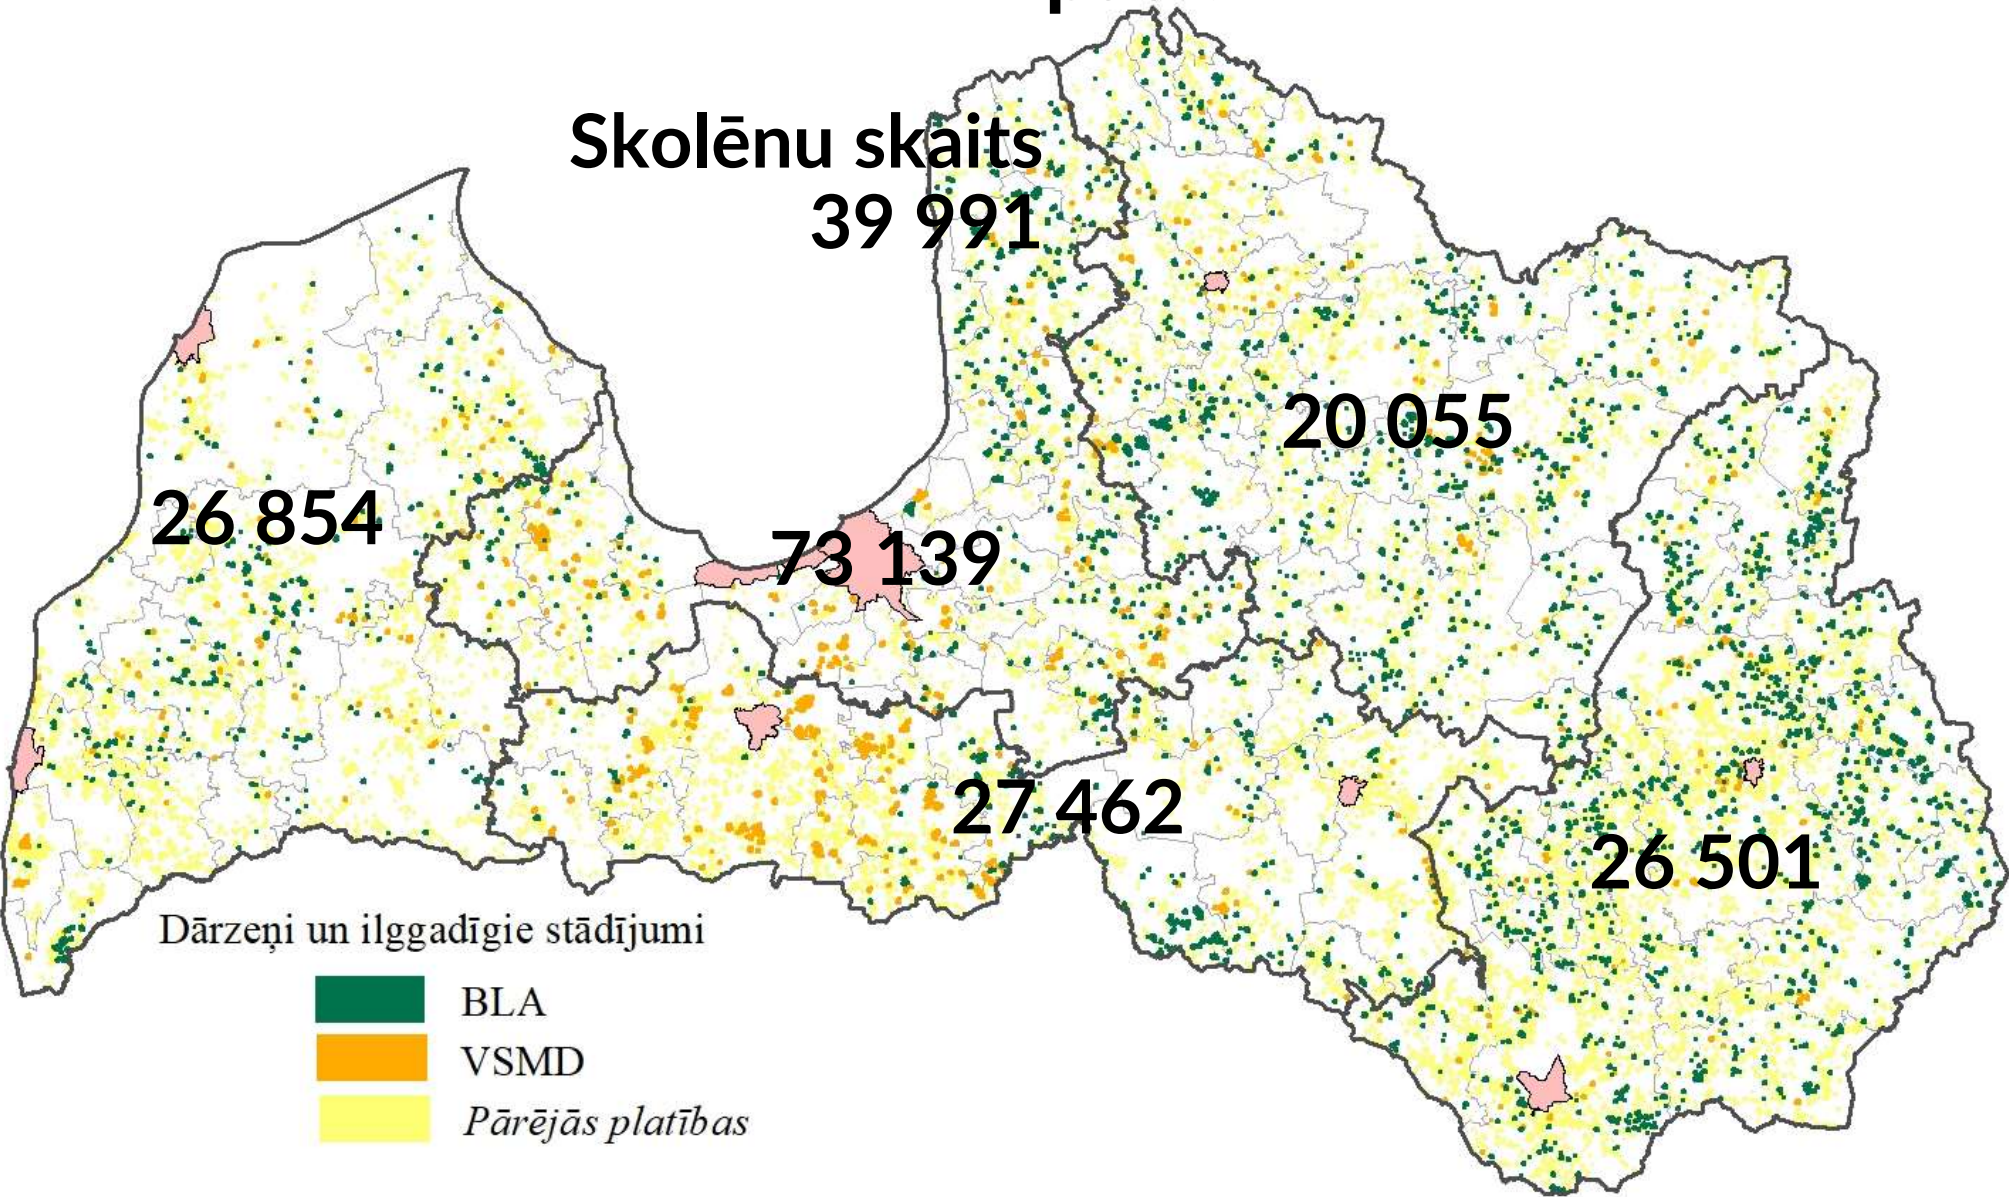 Skolēnu skaits
39 991
20 055
26 854
73 139
27 462
26 501
Dārzeņi un ilggadīgie stādījumi
BLA
VSMD
Pārējās platības